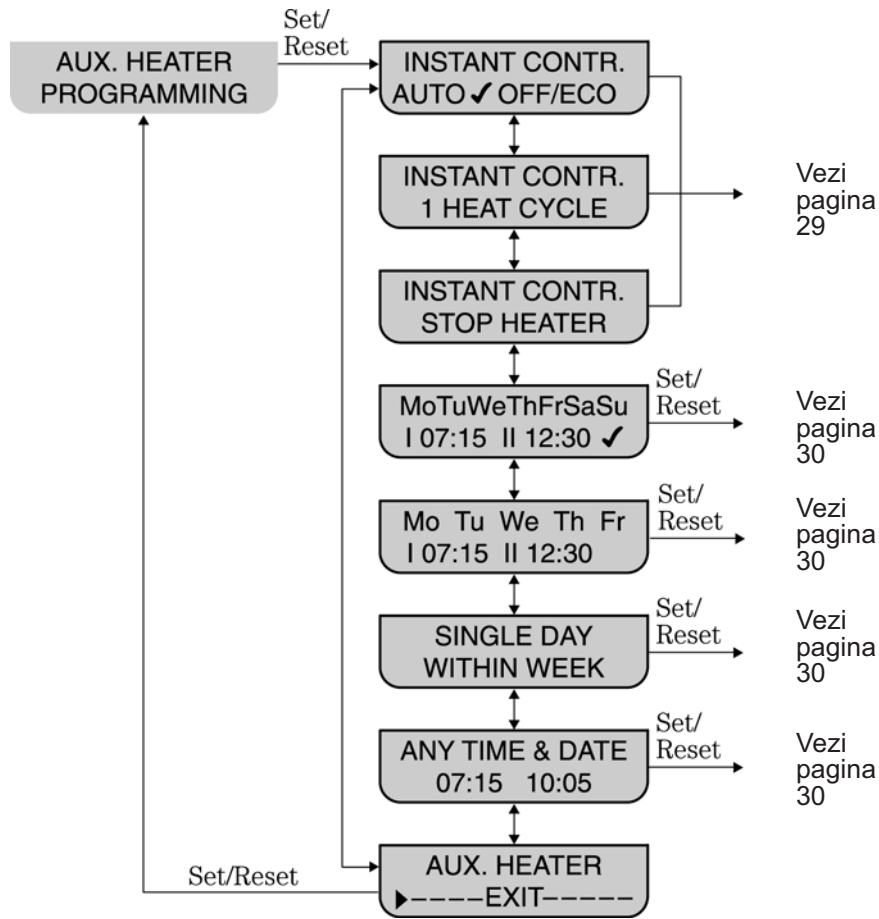 Set/
Reset
AUX. HEATER
PROGRAMMING
INSTANT CONTR.
AUTO ✓ OFF/ECO
INSTANT CONTR.
1 HEAT CYCLE
Vezi
pagina
29
INSTANT CONTR.
STOP HEATER
MoTuWeThFrSaSu
I 07:15 II 12:30 ✓
Set/
Reset
Vezi
pagina
30
Mo Tu We Th Fr
I 07:15 II 12:30
Set/
Reset
Vezi
pagina
30
SINGLE DAY
WITHIN WEEK
Set/
Reset
Vezi
pagina
30
ANY TIME & DATE
07:15 10:05
Set/
Reset
Vezi
pagina
30
AUX. HEATER
▶----EXIT-----
Set/Reset